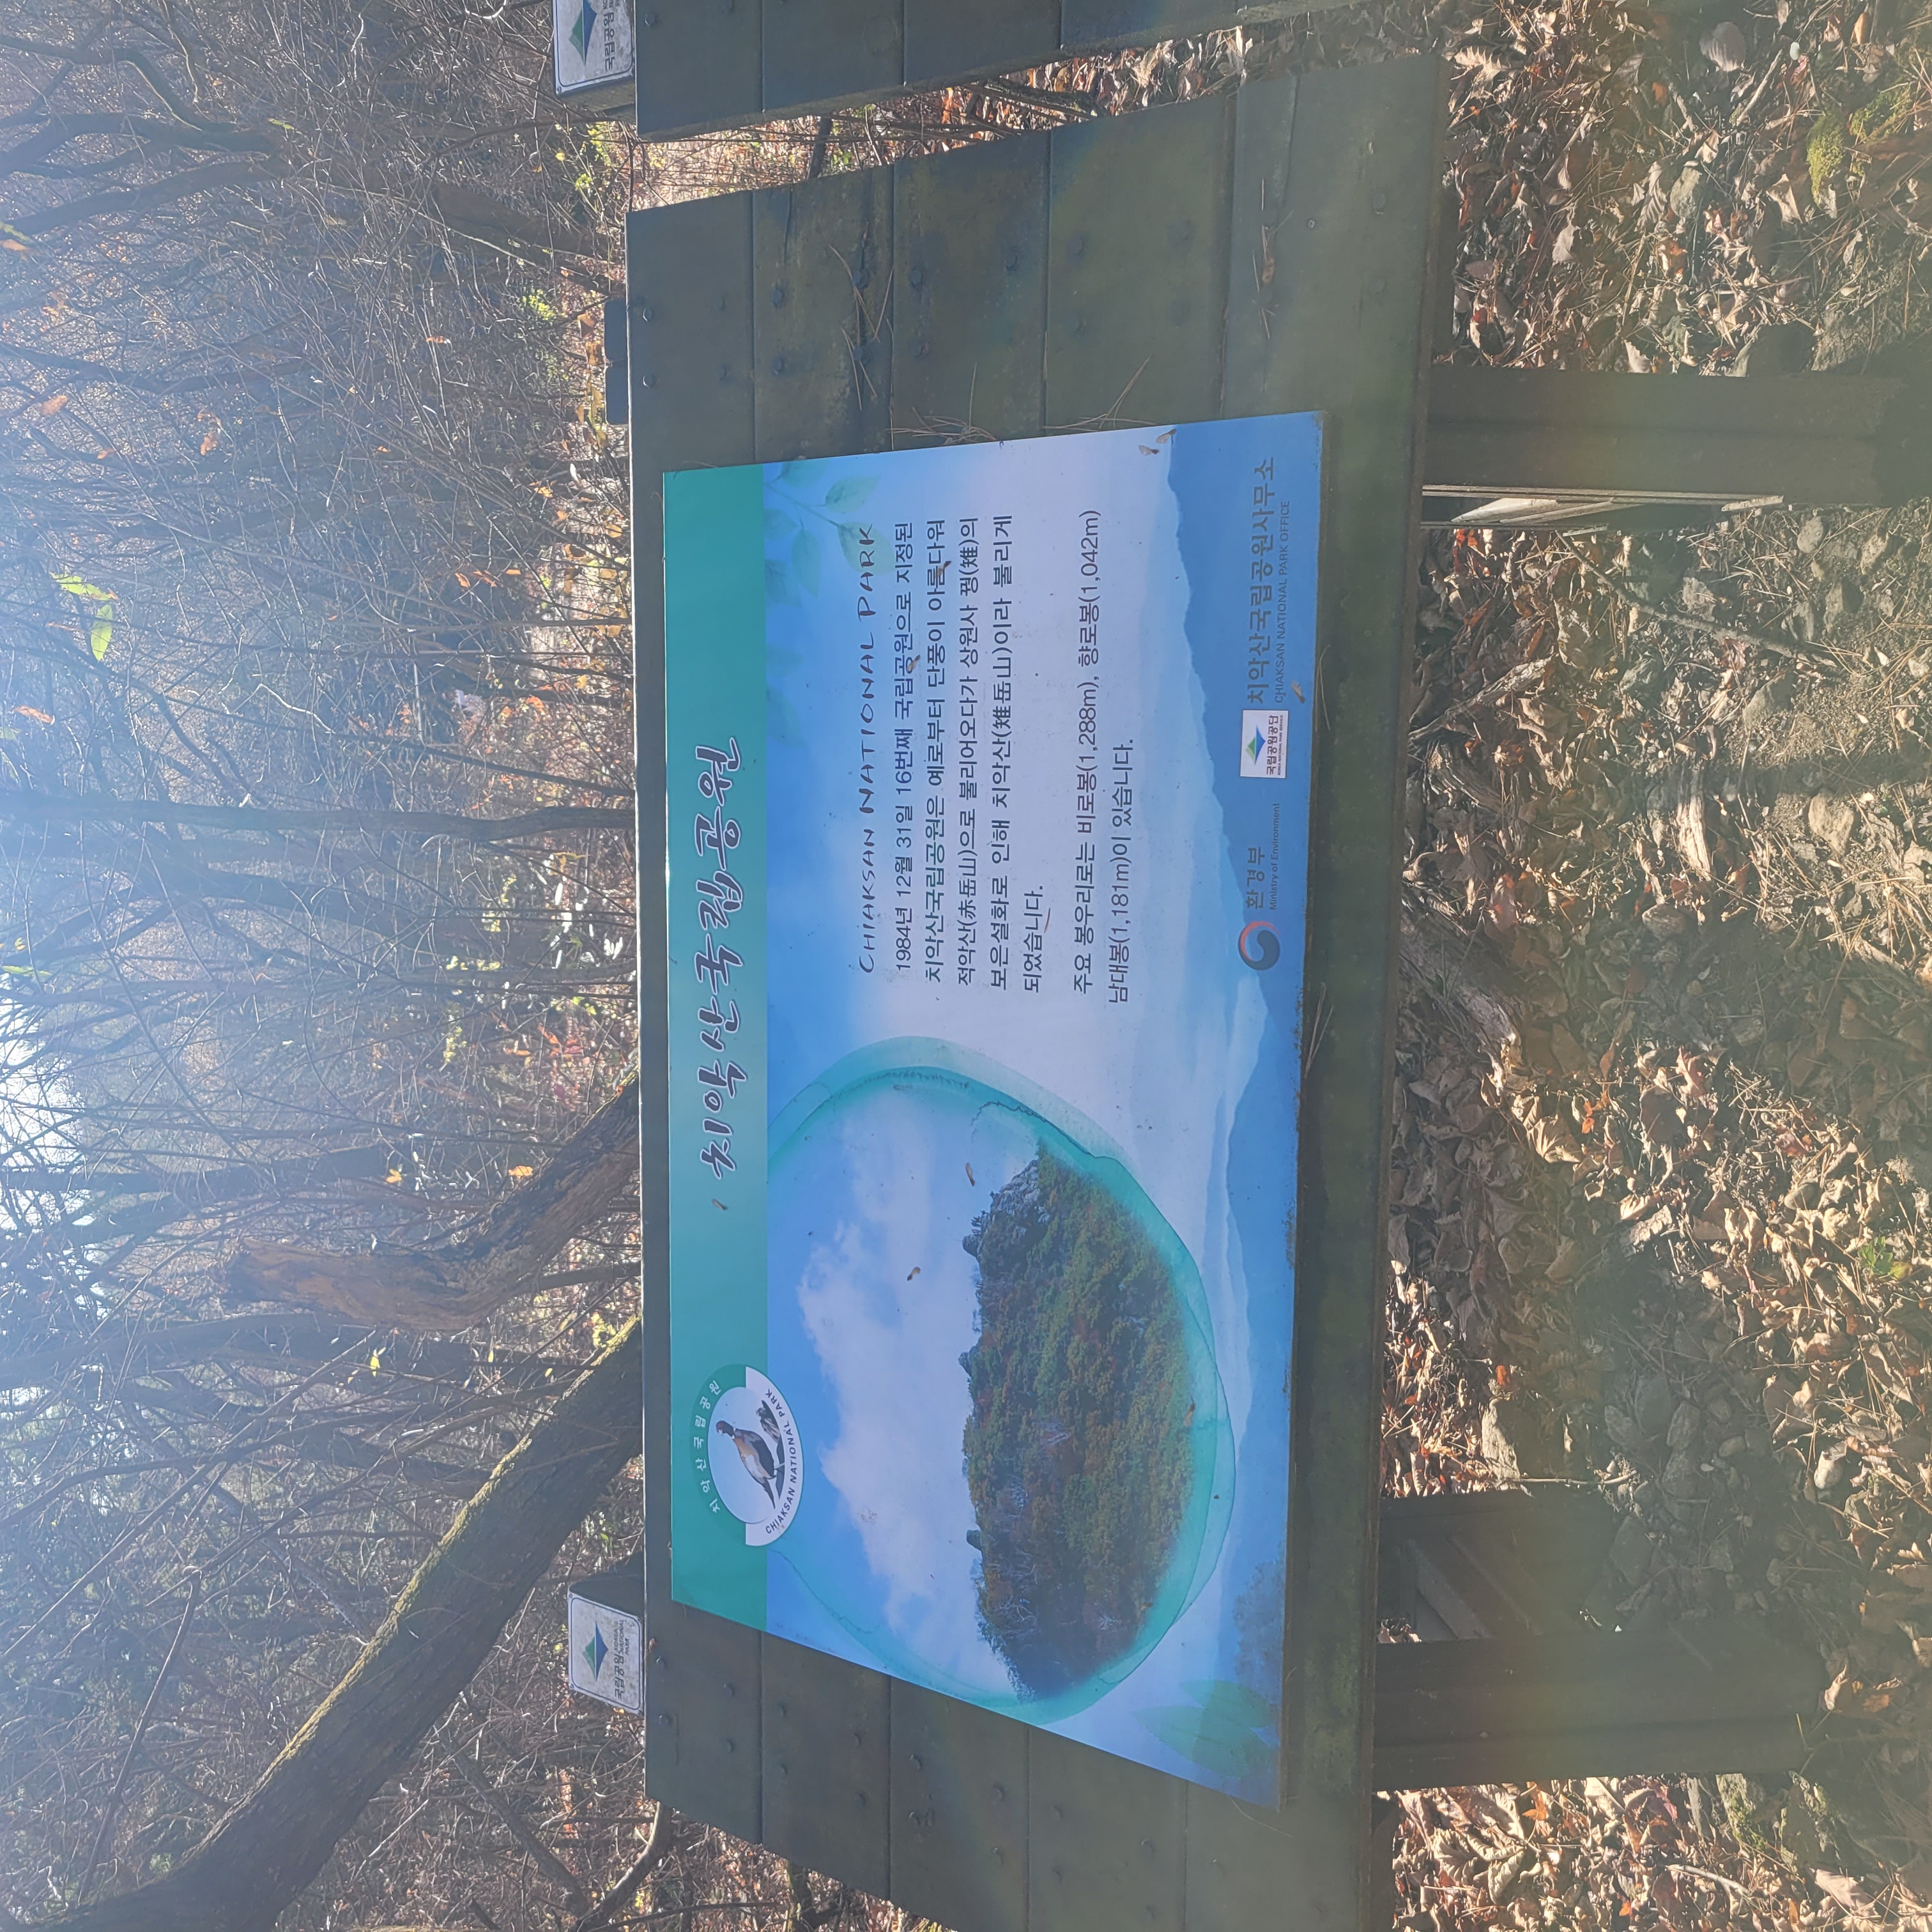 국립공원 KOREA NATIONAL PARK
국립공원
치악산국립공원
CHIAKSAN NATIONAL PARK
치악산국립공원
CHIAKSAN NATIONAL PARK
1984년 12월 31일 16번째 국립공원으로 지정된
치악산국립공원은 예로부터 단풍이 아름다워
적악산(赤岳山)으로 불리어오다가 상원사 꿩(雉)의
보은설화로 인해 치악산(雉岳山)이라 불리게
되었습니다.
주요 봉우리로는 비로봉(1,288m), 향로봉(1,042m)
남대봉(1,181m)이 있습니다.
환경부
Ministry of Environment
국립공원공단
KOREA NATIONAL PARK SERVICE
치악산국립공원사무소
CHIAKSAN NATIONAL PARK OFFICE